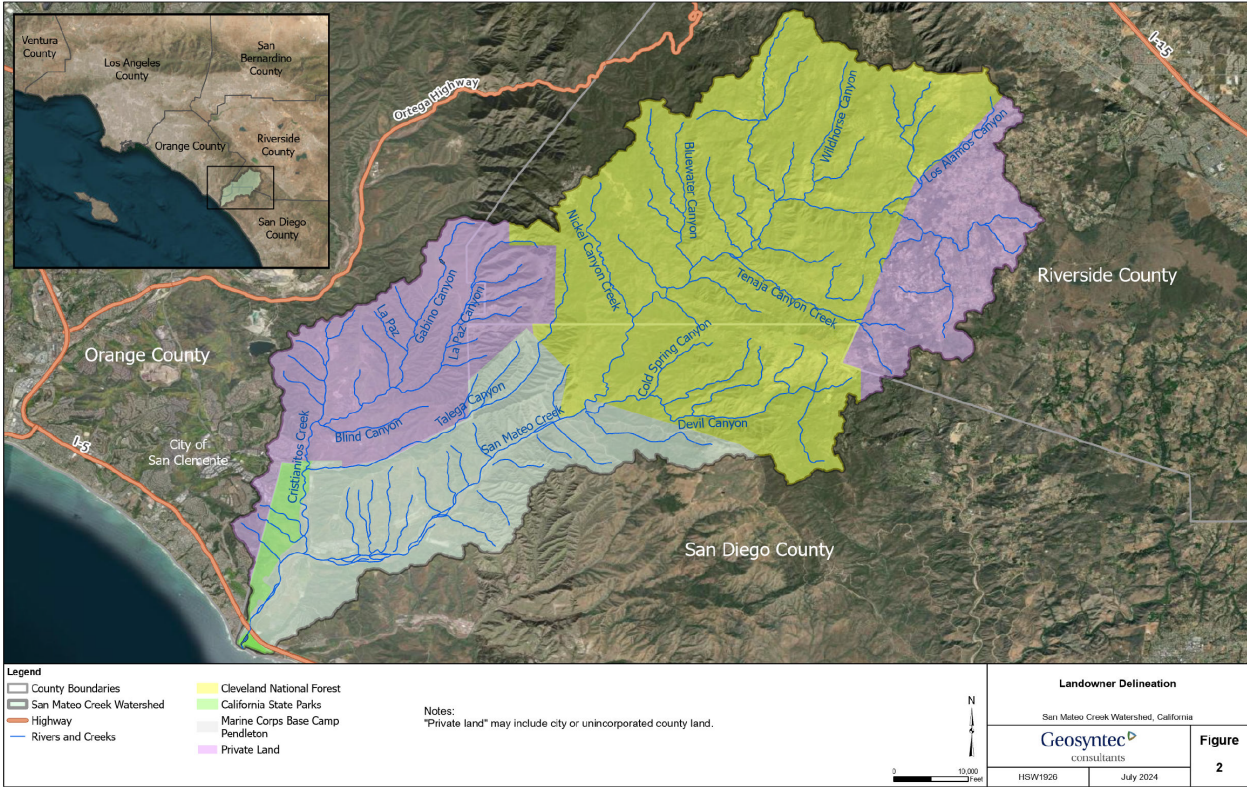 Ventura
County
Los Angeles
County
San
Bernardino
County
Orange County
Riverside
County
San Diego
County
Ortega Highway
I-15
Wildhorse Canyon
Los Alamos Canyon
Bluewater Canyon
Nickel Canyon Creek
Tenaja Canyon Creek
Riverside County
La Paz
Gabino Canyon
La Paz Canyon
Orange County
Cold Spring Canyon
Talega Canyon
Blind Canyon
San Mateo Creek
Devil Canyon
I-5
City of
San Clemente
Cristianitos Creek
San Diego County
Legend
County Boundaries
San Mateo Creek Watershed
Highway
Rivers and Creeks
Cleveland National Forest
California State Parks
Marine Corps Base Camp
Pendleton
Private Land
Notes:
"Private land" may include city or unincorporated county land.
N
0 10,000
Feet
Landowner Delineation
San Mateo Creek Watershed, California
Geosyntec
consultants
HSW1926
July 2024
Figure
2